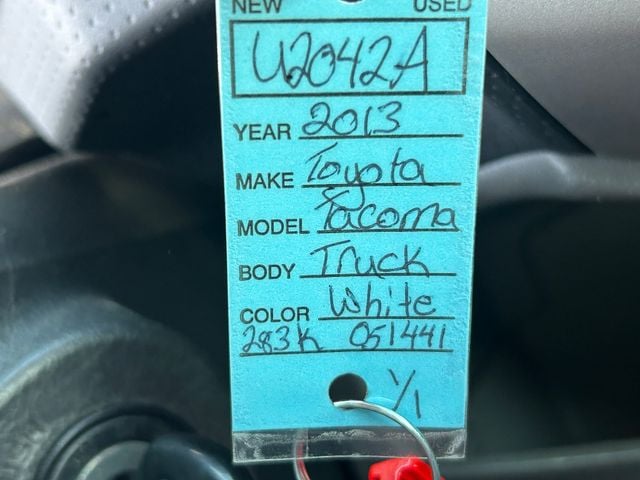 NEW USED
U2042A
YEAR 2013
MAKE Toyota
MODEL Tacoma
BODY Truck
COLOR White
283K 051441
1/1